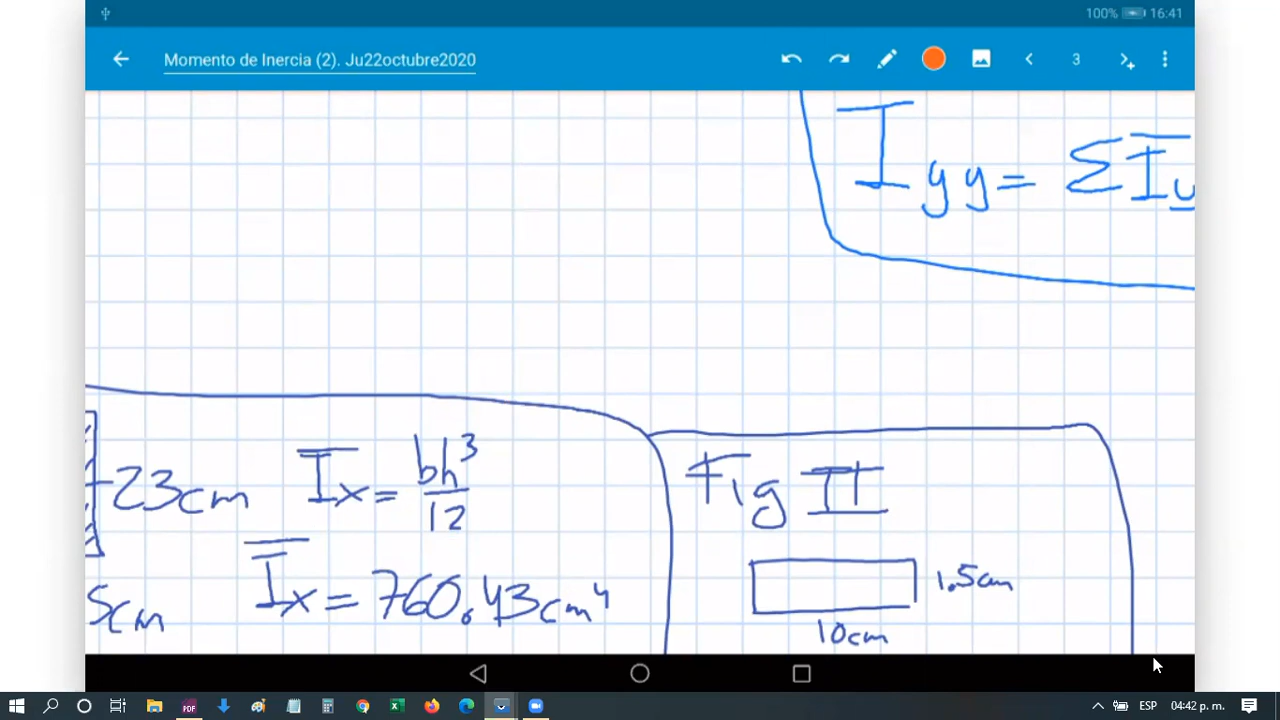 100% 16:41
Momento de Inercia (2). Ju22octubre2020
3
Iyy = ΣI
23cm
Ix = bh³/12
Fig II
5cm
Ix = 760.43cm⁴
1.5cm
10cm
ESP 04:42 p. m.